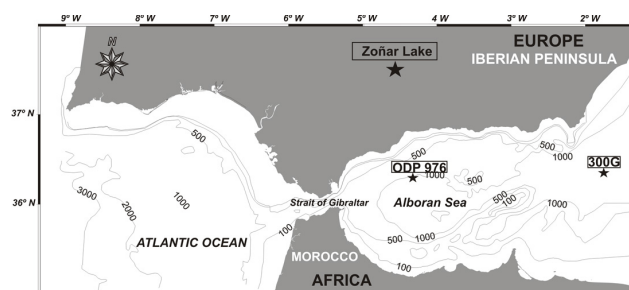 9° W 8° W 7° W 6° W 5° W 4° W 3° W 2° W
N
Zoñar Lake
EUROPE
IBERIAN PENINSULA
37° N
36° N
500
500
500
1000
300G
ODP 976
1000
500
3000
2000
1000
100
Strait of Gibraltar
Alboran Sea
500
100
ATLANTIC OCEAN
500
1000
100
MOROCCO
AFRICA